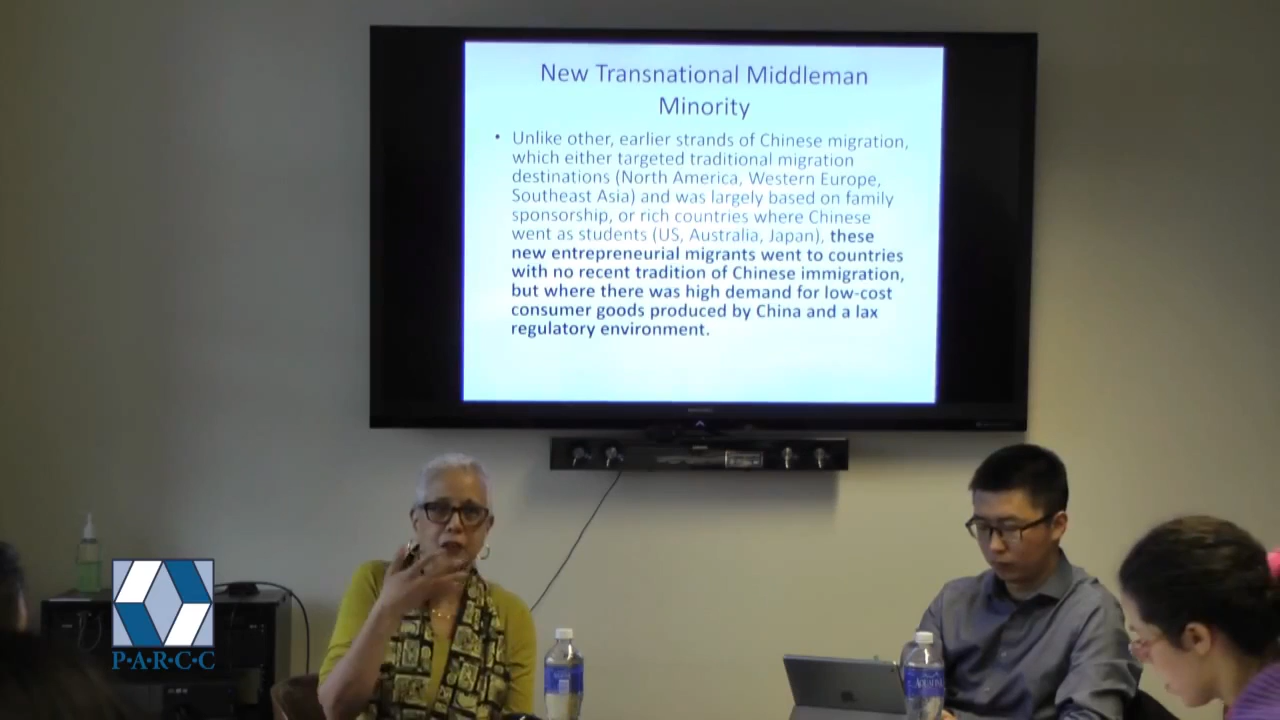 New Transnational Middleman
Minority
• Unlike other, earlier strands of Chinese migration,
which either targeted traditional migration
destinations (North America, Western Europe,
Southeast Asia) and was largely based on family
sponsorship, or rich countries where Chinese
went as students (US, Australia, Japan), these
new entrepreneurial migrants went to countries
with no recent tradition of Chinese immigration,
but where there was high demand for low-cost
consumer goods produced by China and a lax
regulatory environment.
P·A·R·C·C